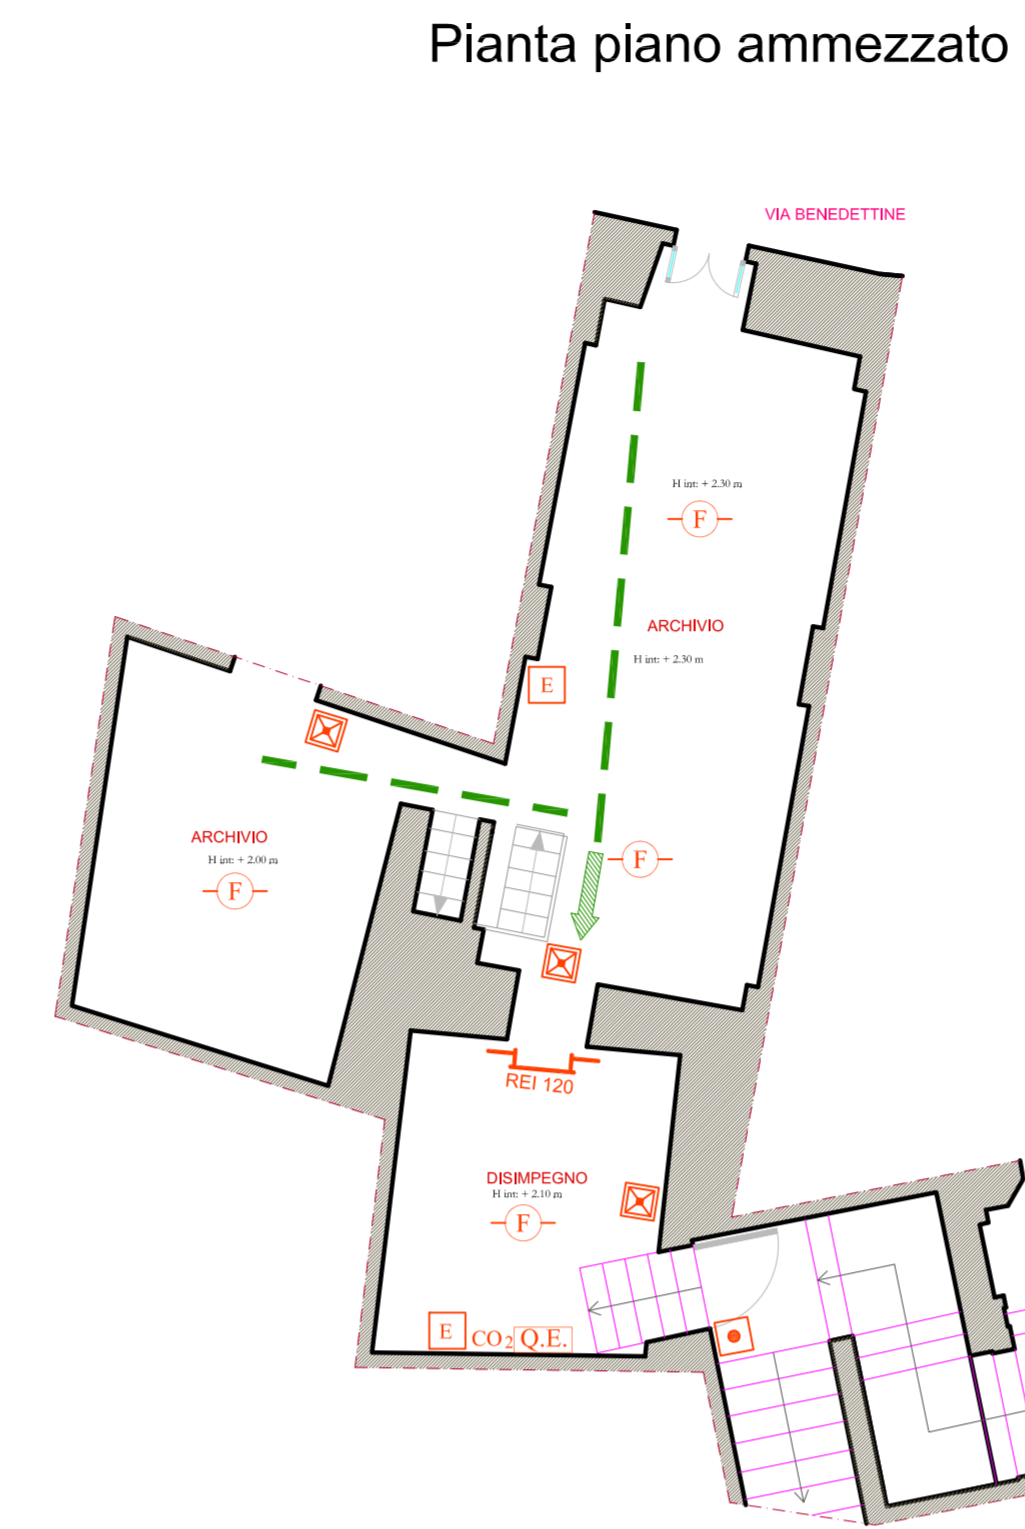 Pianta piano ammezzato
VIA BENEDETTINE
H int: + 2.30 m
F
ARCHIVIO
H int: + 2.30 m
E
ARCHIVIO
H int: + 2.00 m
F
F
REI 120
DISIMPEGNO
H int: + 2.10 m
F
E CO2 Q.E.